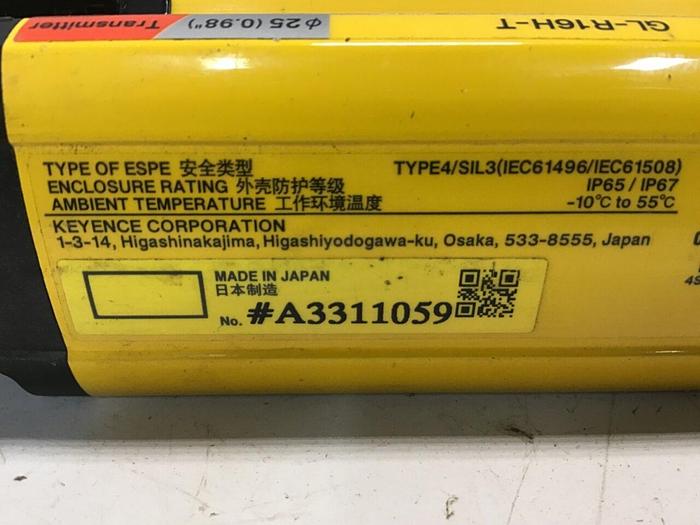 Transmitter
φ25 (0.98")
GL-R16H-T
TYPE OF ESPE 安全类型 TYPE4/SIL3(IEC61496/IEC61508)
ENCLOSURE RATING 外壳防护等级 IP65 / IP67
AMBIENT TEMPERATURE 工作环境温度 -10℃ to 55℃
KEYENCE CORPORATION
1-3-14, Higashinakajima, Higashiyodogawa-ku, Osaka, 533-8555, Japan
MADE IN JAPAN
日本制造
No. #A3311059